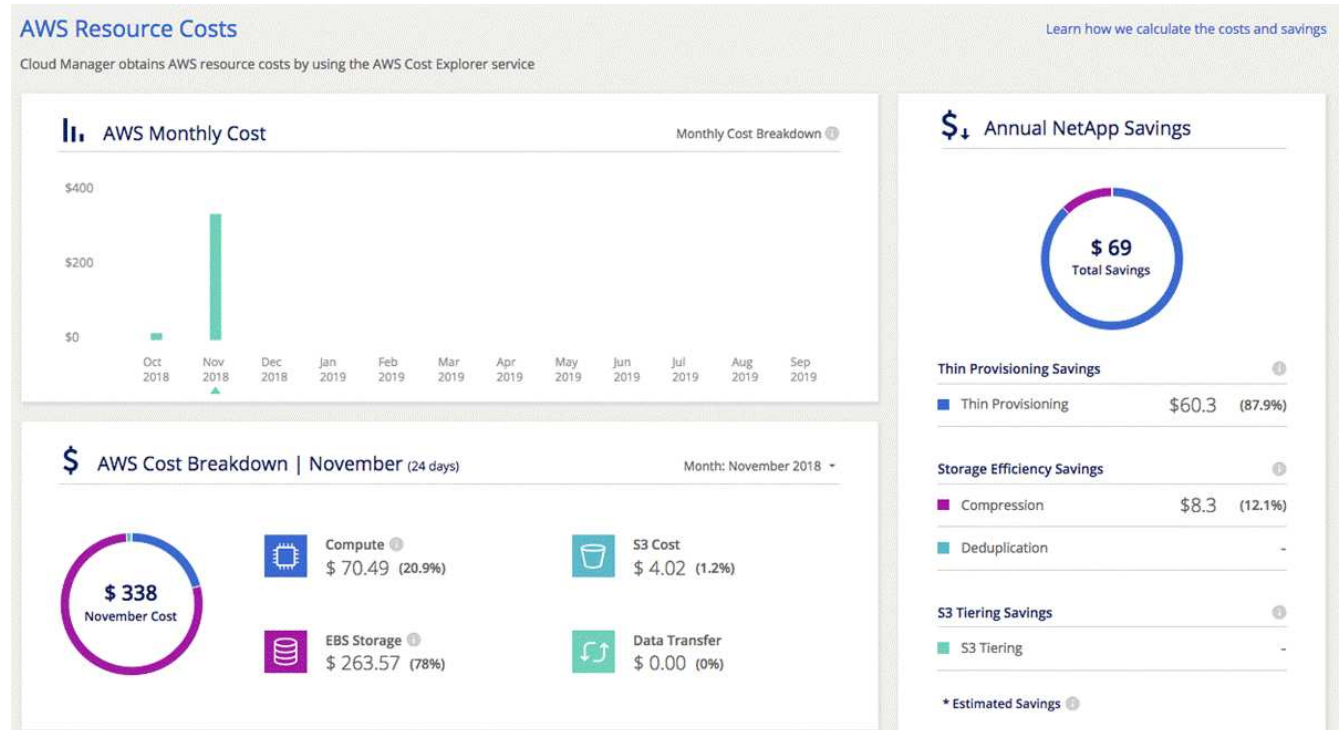 AWS Resource Costs
Learn how we calculate the costs and savings
Cloud Manager obtains AWS resource costs by using the AWS Cost Explorer service
AWS Monthly Cost
Monthly Cost Breakdown
$400
$200
$0
Oct 2018
Nov 2018
Dec 2018
Jan 2019
Feb 2019
Mar 2019
Apr 2019
May 2019
Jun 2019
Jul 2019
Aug 2019
Sep 2019
$ AWS Cost Breakdown | November (24 days)
Month: November 2018
$ 338
November Cost
Compute
$ 70.49 (20.9%)
S3 Cost
$ 4.02 (1.2%)
EBS Storage
$ 263.57 (78%)
Data Transfer
$ 0.00 (0%)
$ Annual NetApp Savings
$ 69
Total Savings
Thin Provisioning Savings
Thin Provisioning $60.3 (87.9%)
Storage Efficiency Savings
Compression $8.3 (12.1%)
Deduplication -
S3 Tiering Savings
S3 Tiering -
* Estimated Savings